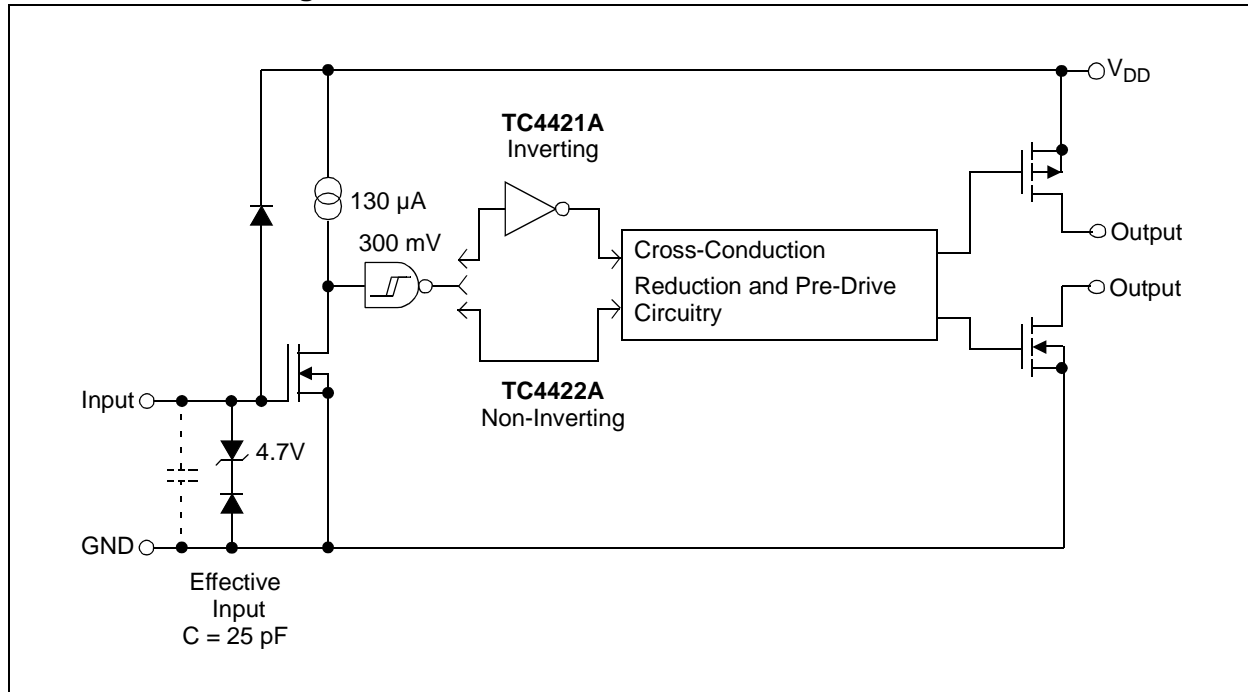 V_DD
TC4421A
Inverting
130 µA
300 mV
Cross-Conduction
Reduction and Pre-Drive
Circuitry
Output
Output
TC4422A
Non-Inverting
Input
4.7V
GND
Effective
Input
C = 25 pF